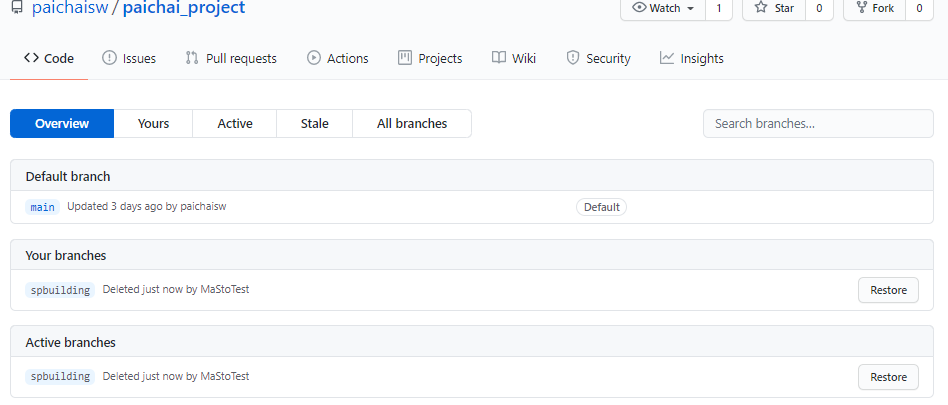 paichaisw / paichai_project
Watch 1 Star 0 Fork 0
Code Issues Pull requests Actions Projects Wiki Security Insights
Overview Yours Active Stale All branches Search branches...
Default branch
main Updated 3 days ago by paichaisw Default
Your branches
spbuilding Deleted just now by MaStoTest Restore
Active branches
spbuilding Deleted just now by MaStoTest Restore